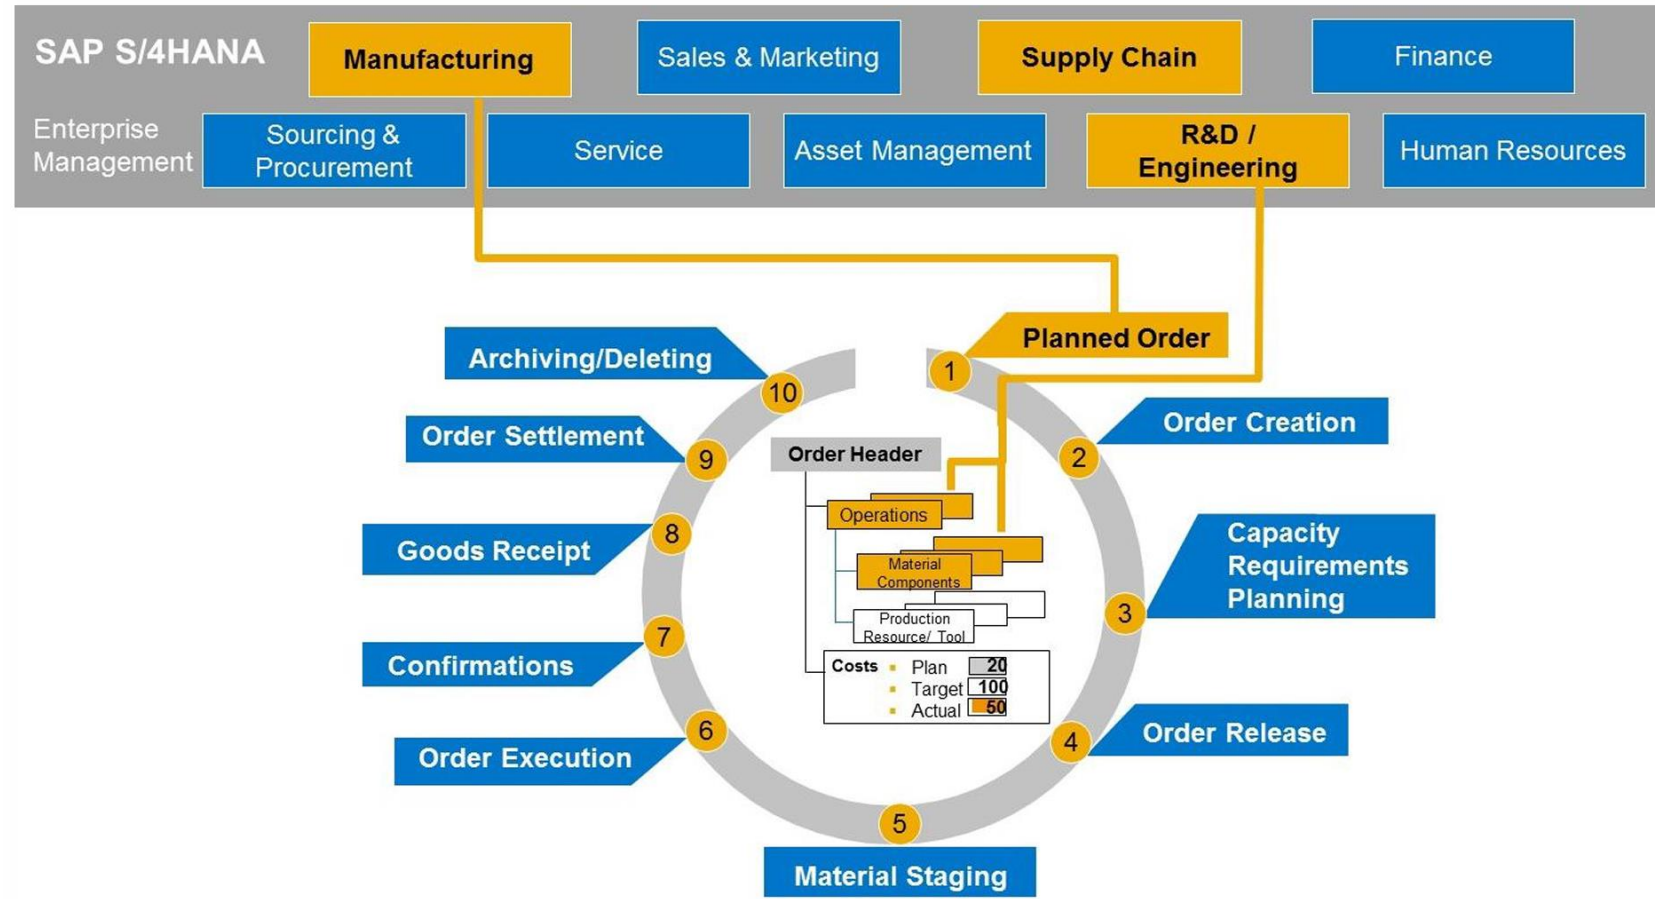 SAP S/4HANA
Manufacturing
Sales & Marketing
Supply Chain
Finance
Enterprise
Management
Sourcing &
Procurement
Service
Asset Management
R&D /
Engineering
Human Resources
Planned Order
1
Archiving/Deleting
10
Order Creation
2
Order Settlement
9
Order Header
Operations
Material
Components
Production
Resource/ Tool
Costs
Plan 20
Target 100
Actual 50
Goods Receipt
8
Capacity
Requirements
Planning
3
Confirmations
7
Order Release
4
Order Execution
6
5
Material Staging